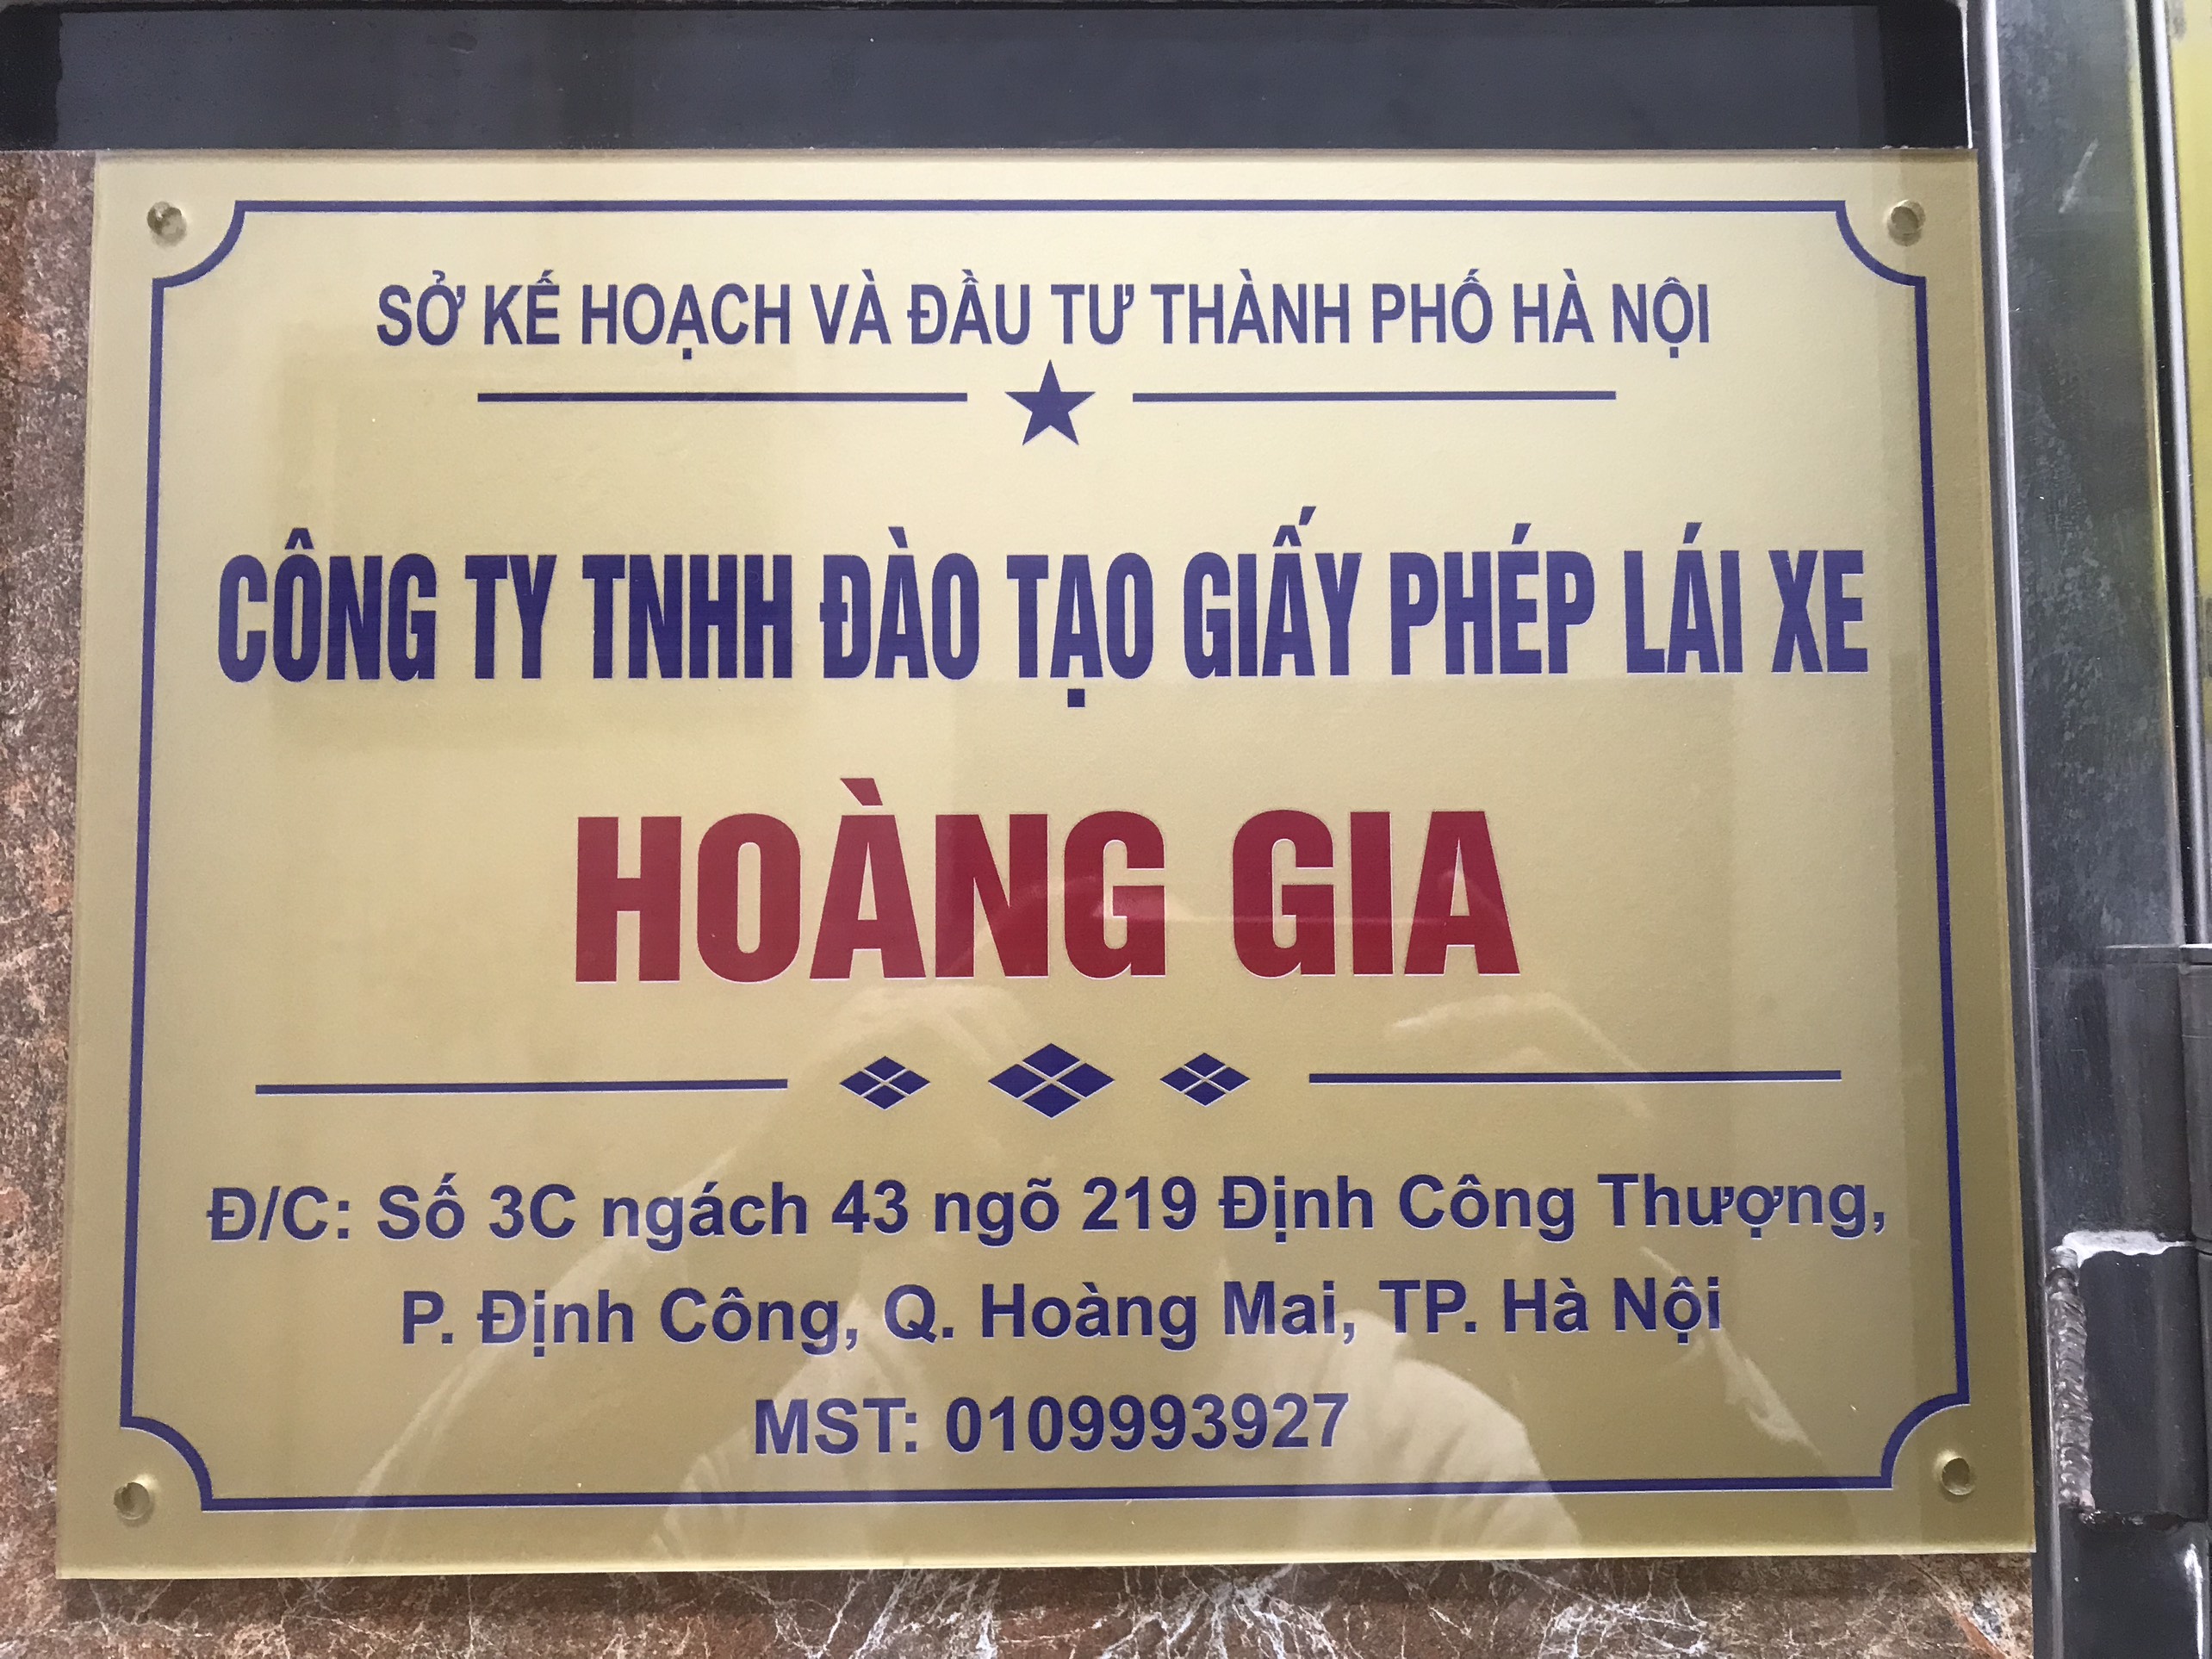 SỞ KẾ HOẠCH VÀ ĐẦU TƯ THÀNH PHỐ HÀ NỘI
CÔNG TY TNHH ĐÀO TẠO GIẤY PHÉP LÁI XE
HOÀNG GIA
Đ/C: Số 3C ngách 43 ngõ 219 Định Công Thượng,
P. Định Công, Q. Hoàng Mai, TP. Hà Nội
MST: 0109993927